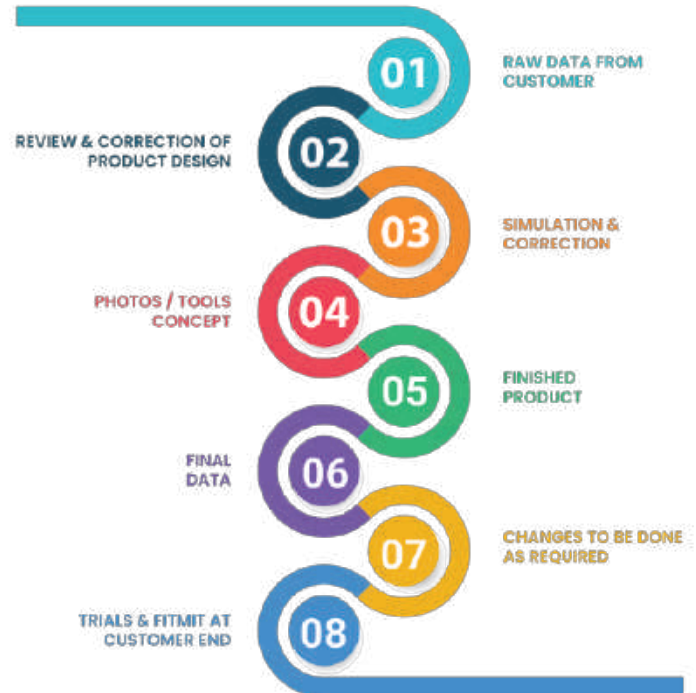 01
RAW DATA FROM
CUSTOMER
REVIEW & CORRECTION OF
PRODUCT DESIGN
02
03
SIMULATION &
CORRECTION
PHOTOS / TOOLS
CONCEPT
04
05
FINISHED
PRODUCT
FINAL
DATA
06
07
CHANGES TO BE DONE
AS REQUIRED
TRIALS & FITMIT AT
CUSTOMER END
08